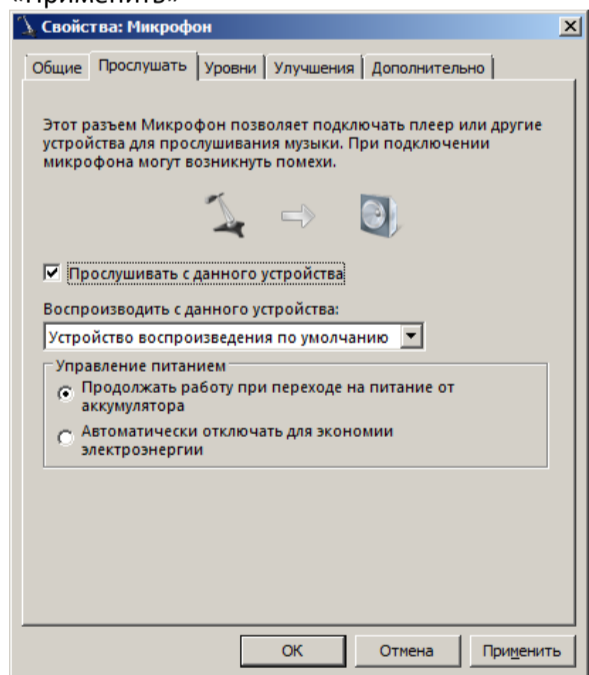 «Применить»
Свойства: Микрофон
Общие Прослушать Уровни Улучшения Дополнительно
Этот разъем Микрофон позволяет подключать плеер или другие
устройства для прослушивания музыки. При подключении
микрофона могут возникнуть помехи.
Прослушивать с данного устройства
Воспроизводить с данного устройства:
Устройство воспроизведения по умолчанию
Управление питанием
Продолжать работу при переходе на питание от
аккумулятора
Автоматически отключать для экономии
электроэнергии
ОК Отмена Применить